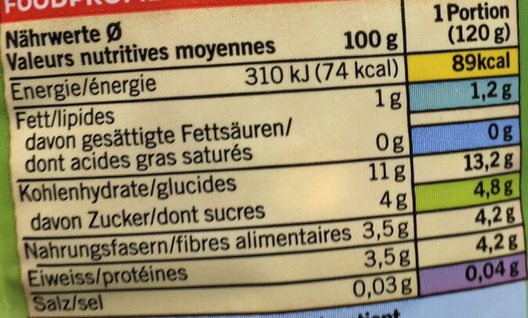 FOODPROFIL
Nährwerte Ø
Valeurs nutritives moyennes 100 g 1 Portion (120 g)
Energie/énergie 310 kJ (74 kcal) 89kcal
Fett/lipides 1 g 1,2 g
davon gesättigte Fettsäuren/
dont acides gras saturés 0 g 0 g
Kohlenhydrate/glucides 11 g 13,2 g
davon Zucker/dont sucres 4 g 4,8 g
Nahrungsfasern/fibres alimentaires 3,5 g 4,2 g
Eiweiss/protéines 3,5 g 4,2 g
Salz/sel 0,03 g 0,04 g